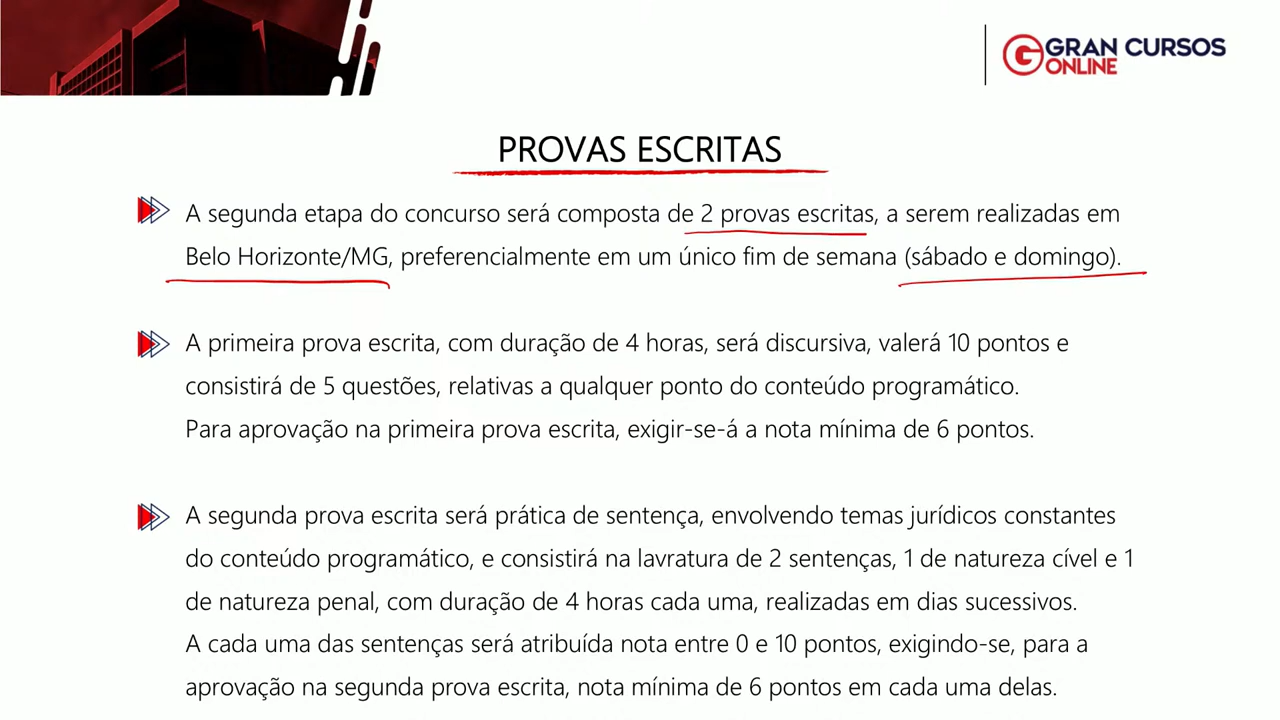 GRAN CURSOS
ONLINE
PROVAS ESCRITAS
A segunda etapa do concurso será composta de 2 provas escritas, a serem realizadas em
Belo Horizonte/MG, preferencialmente em um único fim de semana (sábado e domingo).
A primeira prova escrita, com duração de 4 horas, será discursiva, valerá 10 pontos e
consistirá de 5 questões, relativas a qualquer ponto do conteúdo programático.
Para aprovação na primeira prova escrita, exigir-se-á a nota mínima de 6 pontos.
A segunda prova escrita será prática de sentença, envolvendo temas jurídicos constantes
do conteúdo programático, e consistirá na lavratura de 2 sentenças, 1 de natureza cível e 1
de natureza penal, com duração de 4 horas cada uma, realizadas em dias sucessivos.
A cada uma das sentenças será atribuída nota entre 0 e 10 pontos, exigindo-se, para a
aprovação na segunda prova escrita, nota mínima de 6 pontos em cada uma delas.